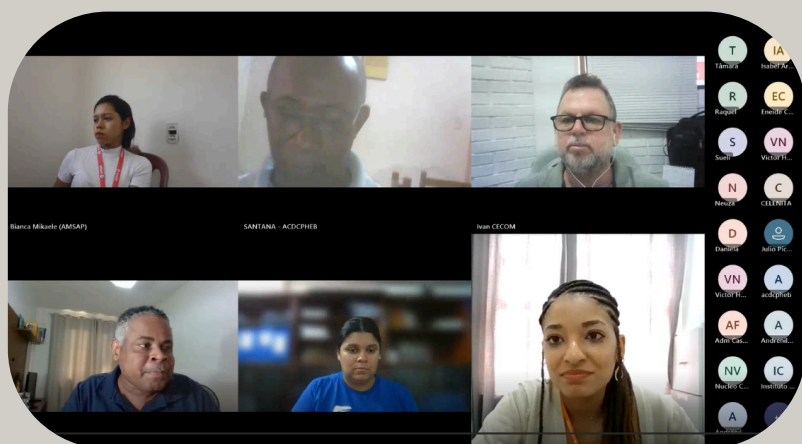 Bianca Mikaele (AMSAP)
SANTANA - ACDCPHEB
Ivan CECOM
T
Tâmara
IA
Isabel Ar...
R
Raquel
EC
Eneide C...
S
Sueli
VN
Victor H...
N
Neuza
C
CELENITA
D
Daniela
Julio Pic...
VN
Victor H...
A
acdcpheb
AF
Adm Cas...
A
NV
Nucleo C...
IC
Instituto ...
A